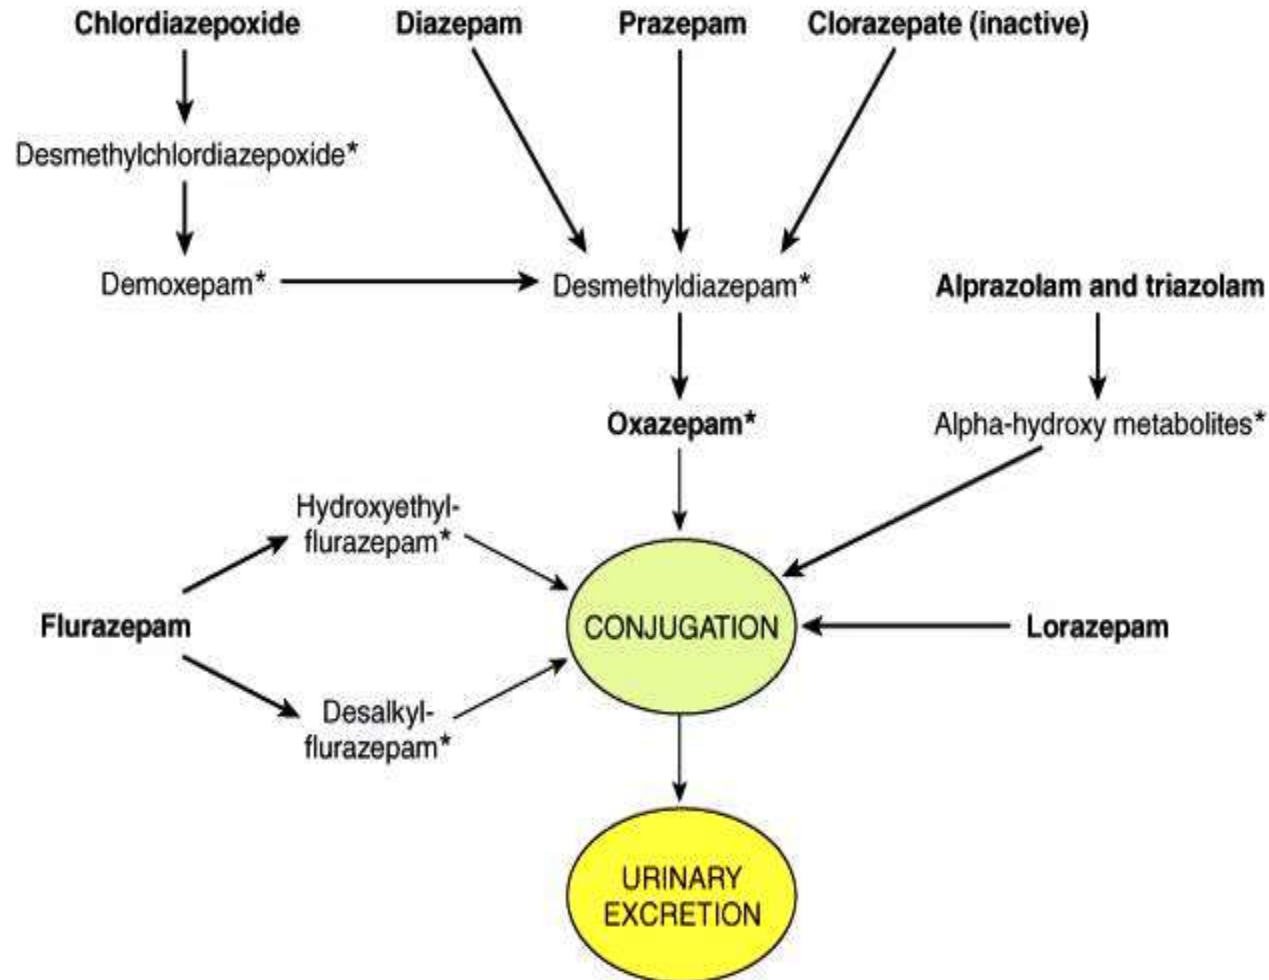 Chlordiazepoxide
Diazepam
Prazepam
Clorazepate (inactive)
Desmethylchlordiazepoxide*
Demoxepam*
Desmethyldiazepam*
Alprazolam and triazolam
Oxazepam*
Alpha-hydroxy metabolites*
Hydroxyethyl-
flurazepam*
Flurazepam
CONJUGATION
Lorazepam
Desalkyl-
flurazepam*
URINARY
EXCRETION